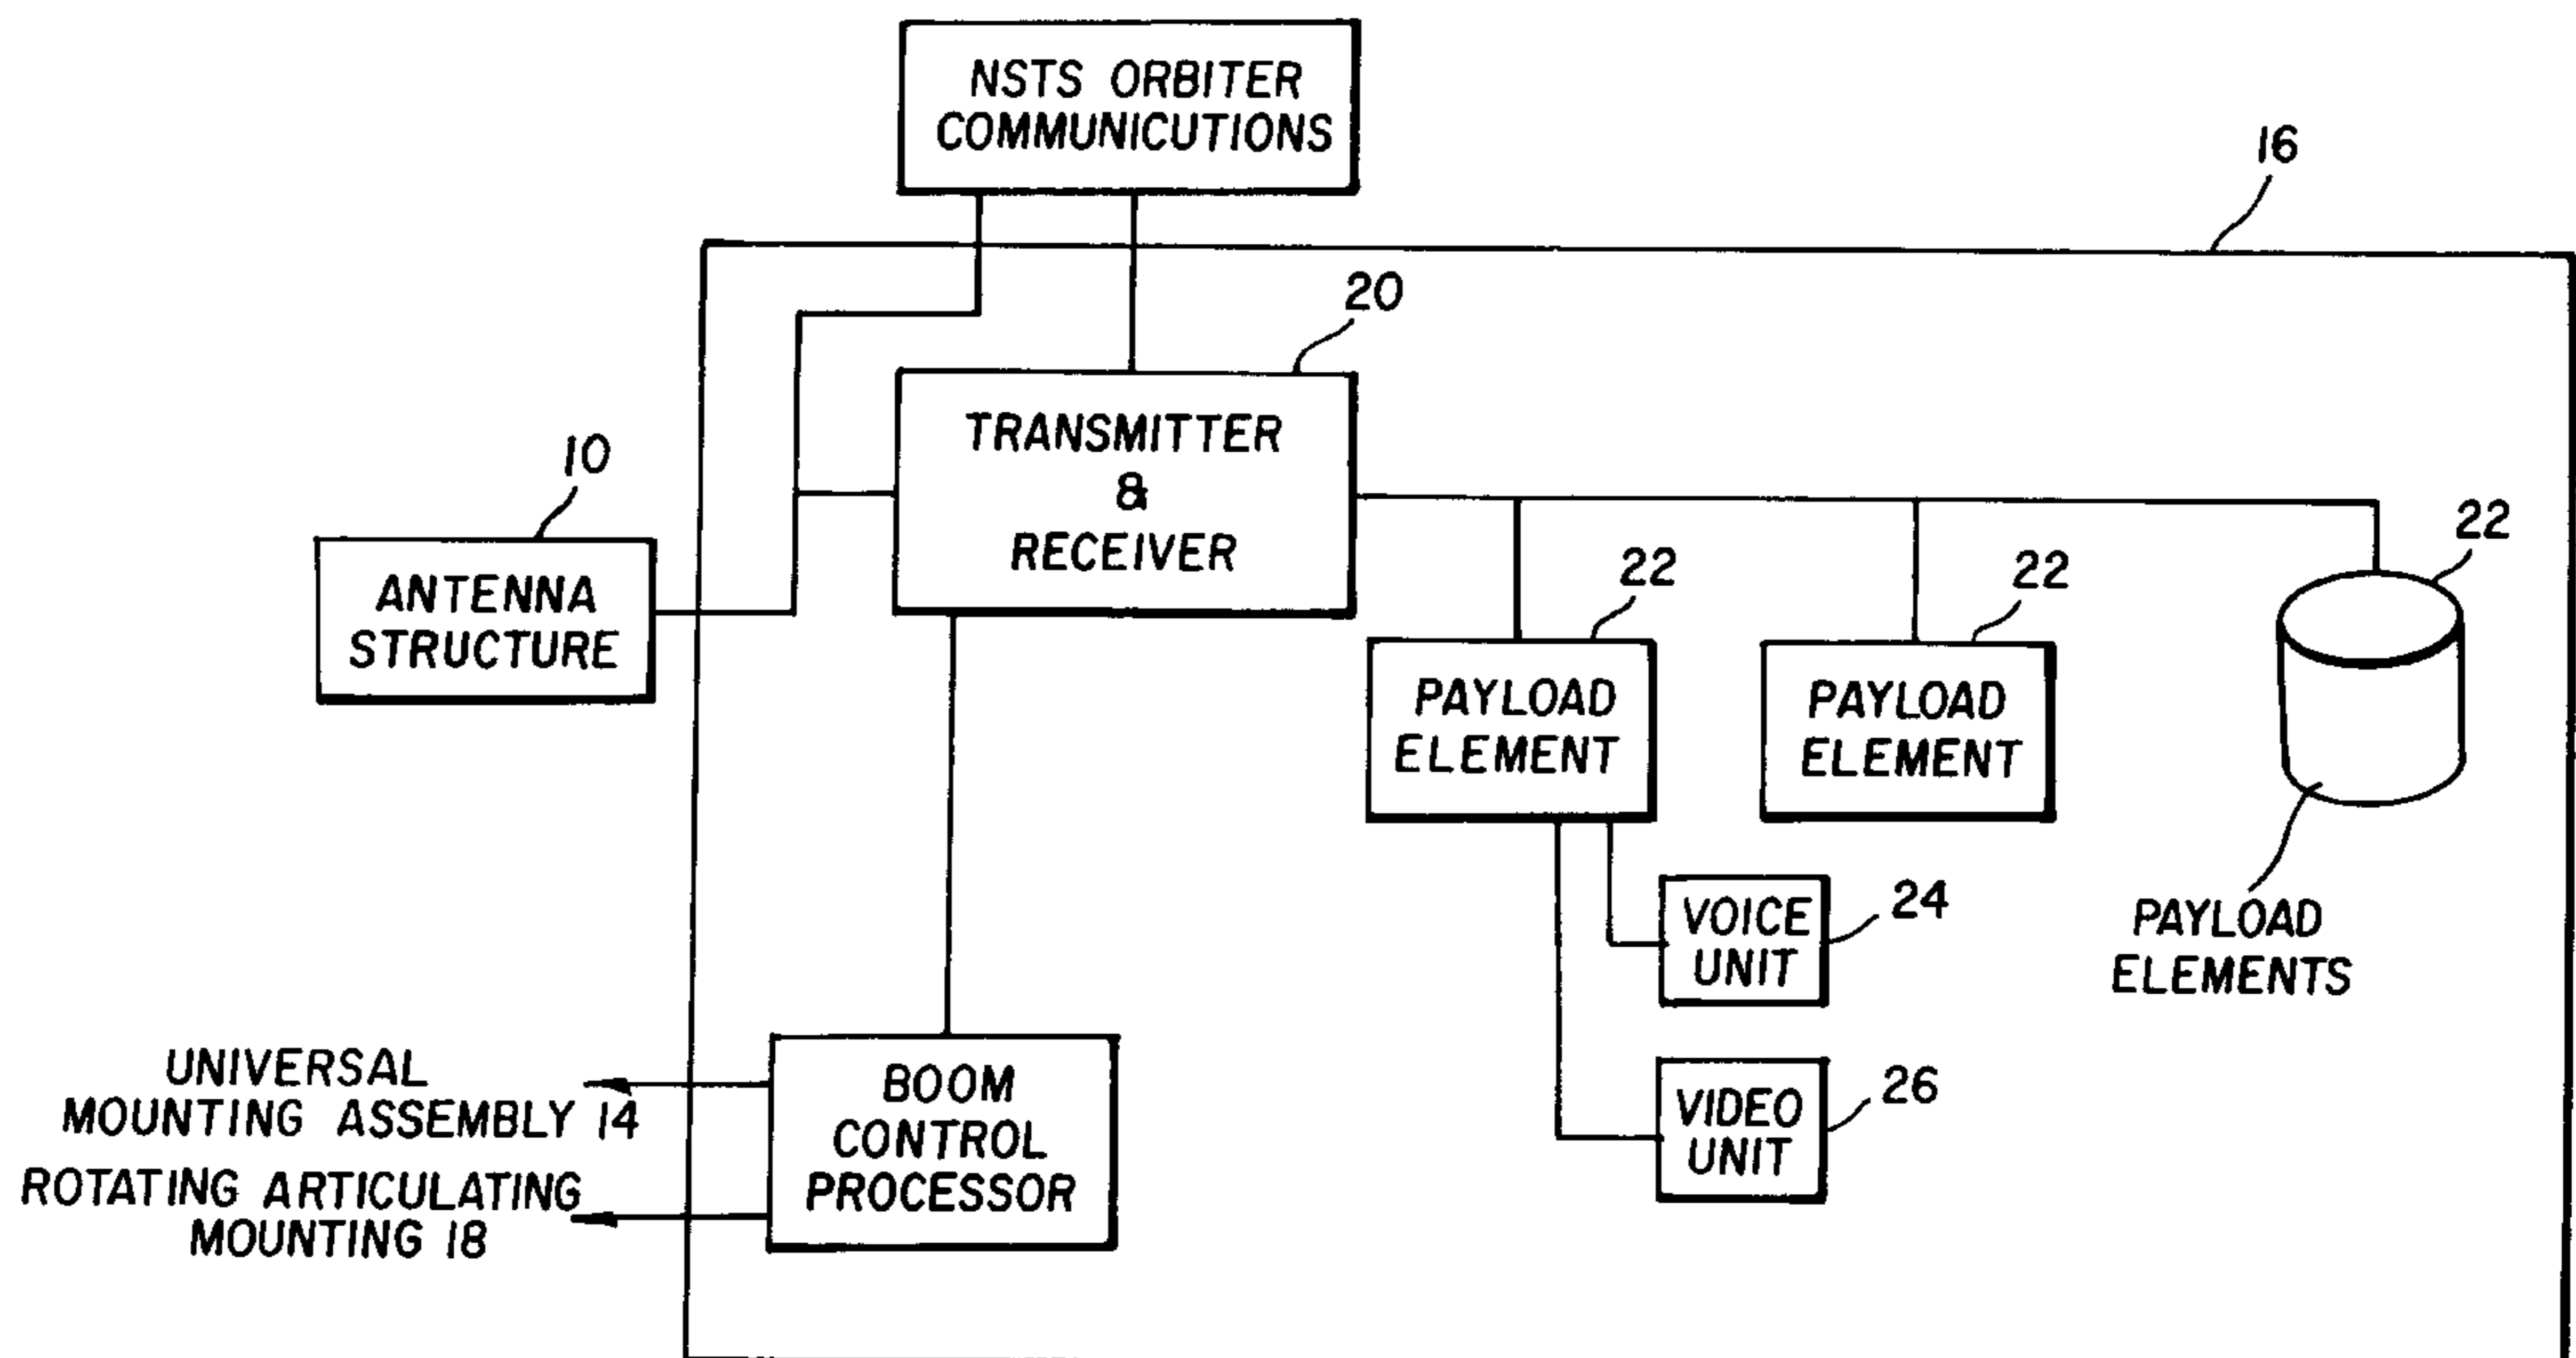 NSTS ORBITER
COMMUNICUTIONS
16
20
TRANSMITTER
&
RECEIVER
10
ANTENNA
STRUCTURE
22
PAYLOAD
ELEMENT
22
PAYLOAD
ELEMENT
22
PAYLOAD
ELEMENTS
VOICE
UNIT
24
VIDEO
UNIT
26
BOOM
CONTROL
PROCESSOR
UNIVERSAL
MOUNTING ASSEMBLY 14
ROTATING ARTICULATING
MOUNTING 18